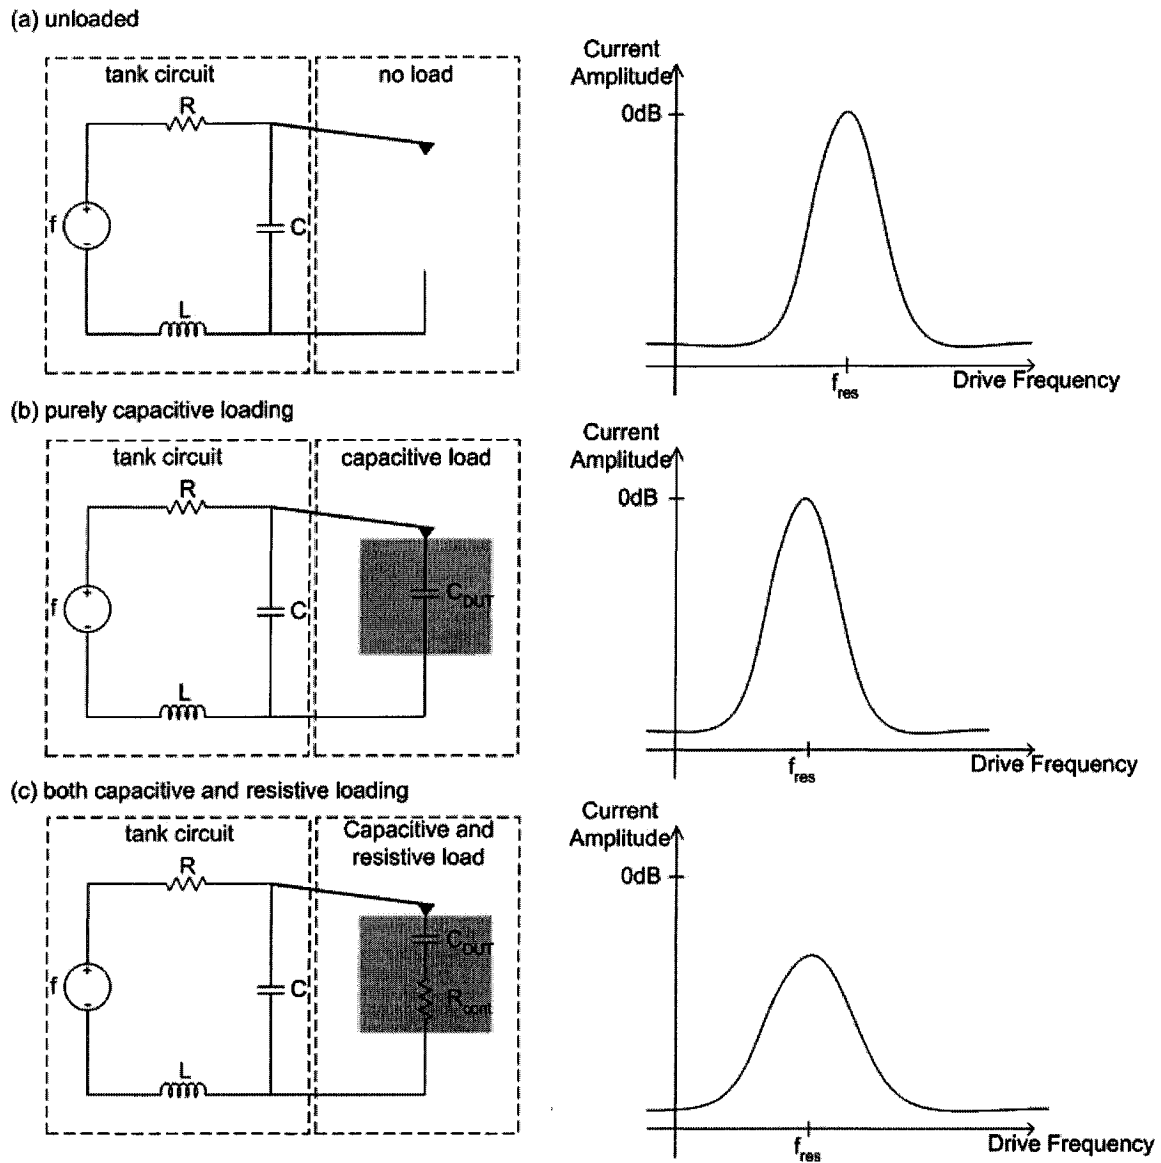 (a) unloaded
tank circuit
no load
R
f
+
-
C
L
Current
Amplitude
0dB
fres
Drive Frequency
(b) purely capacitive loading
tank circuit
capacitive load
R
f
+
-
C
CDUT
L
Current
Amplitude
0dB
fres
Drive Frequency
(c) both capacitive and resistive loading
tank circuit
Capacitive and
resistive load
R
f
+
-
C
CDUT
Rcont
L
Current
Amplitude
0dB
fres
Drive Frequency